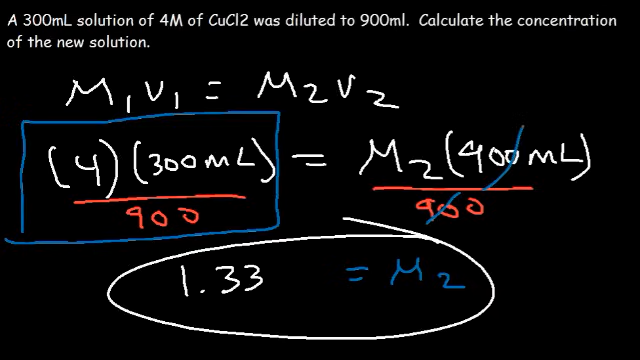 A 300mL solution of 4M of CuCl2 was diluted to 900ml. Calculate the concentration
of the new solution.
M₁V₁ = M₂V₂
(4)(300mL) = M₂(900mL)
900 900
1.33 = M₂